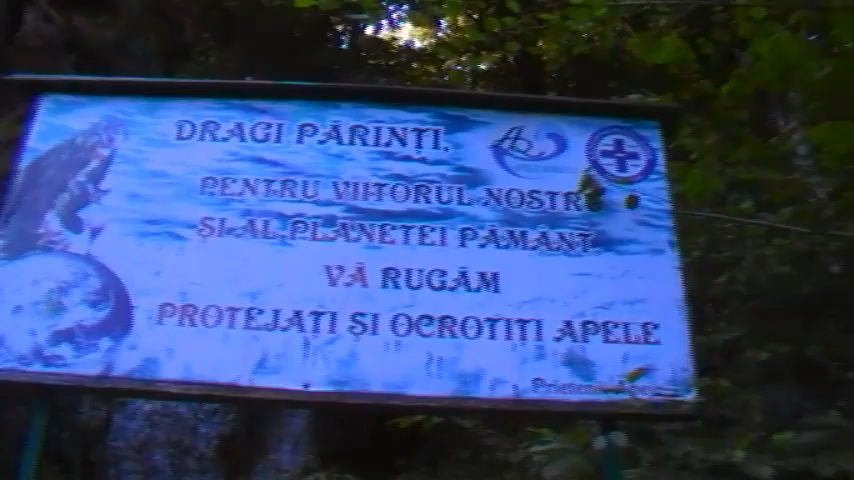 DRAGI PĂRINȚI,
PENTRU VIITORUL NOSTRU
ȘI AL PLANETEI PĂMÂNT
VĂ RUGĂM
PROTEJAȚI ȘI OCROTIȚI APELE